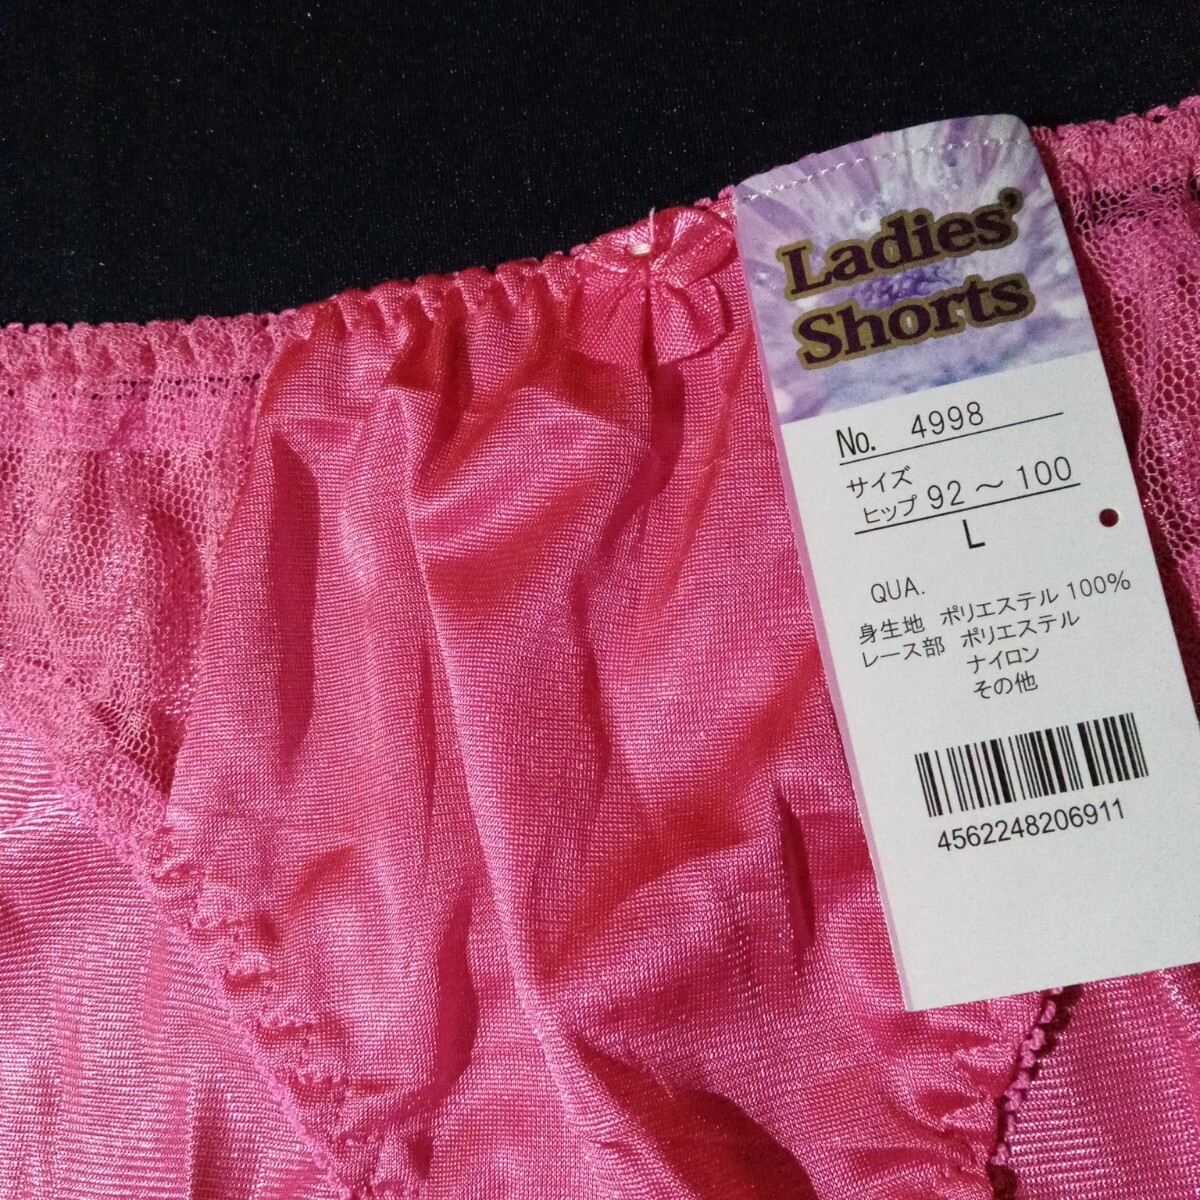 Ladies'
Shorts
No. 4998
サイズ
ヒップ 92～100
L
QUA.
身生地 ポリエステル 100%
レース部 ポリエステル
ナイロン
その他
4562248206911